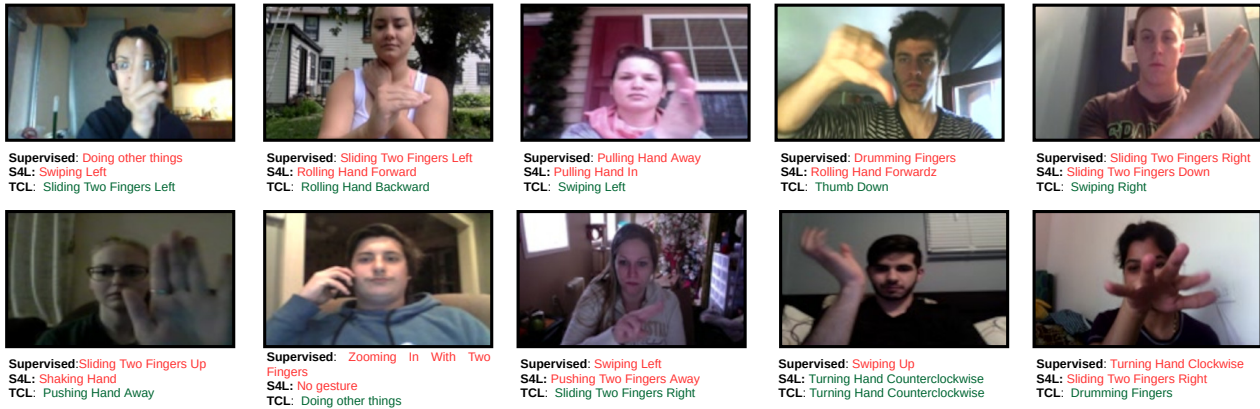 Supervised: Doing other things
S4L: Swiping Left
TCL: Sliding Two Fingers Left
Supervised: Sliding Two Fingers Left
S4L: Rolling Hand Forward
TCL: Rolling Hand Backward
Supervised: Pulling Hand Away
S4L: Pulling Hand In
TCL: Swiping Left
Supervised: Drumming Fingers
S4L: Rolling Hand Forwardz
TCL: Thumb Down
Supervised: Sliding Two Fingers Right
S4L: Sliding Two Fingers Down
TCL: Swiping Right
Supervised:Sliding Two Fingers Up
S4L: Shaking Hand
TCL: Pushing Hand Away
Supervised: Zooming In With Two
Fingers
S4L: No gesture
TCL: Doing other things
Supervised: Swiping Left
S4L: Pushing Two Fingers Away
TCL: Sliding Two Fingers Right
Supervised: Swiping Up
S4L: Turning Hand Counterclockwise
TCL: Turning Hand Counterclockwise
Supervised: Turning Hand Clockwise
S4L: Sliding Two Fingers Right
TCL: Drumming Fingers